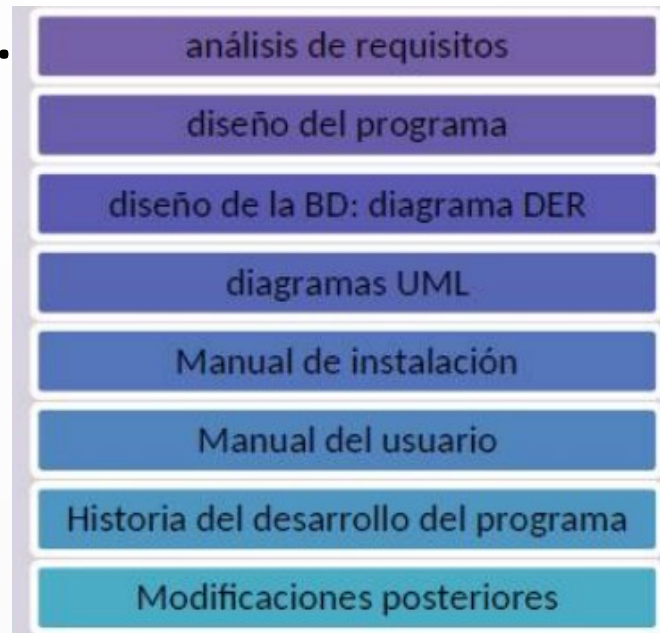 análisis de requisitos
diseño del programa
diseño de la BD: diagrama DER
diagramas UML
Manual de instalación
Manual del usuario
Historia del desarrollo del programa
Modificaciones posteriores